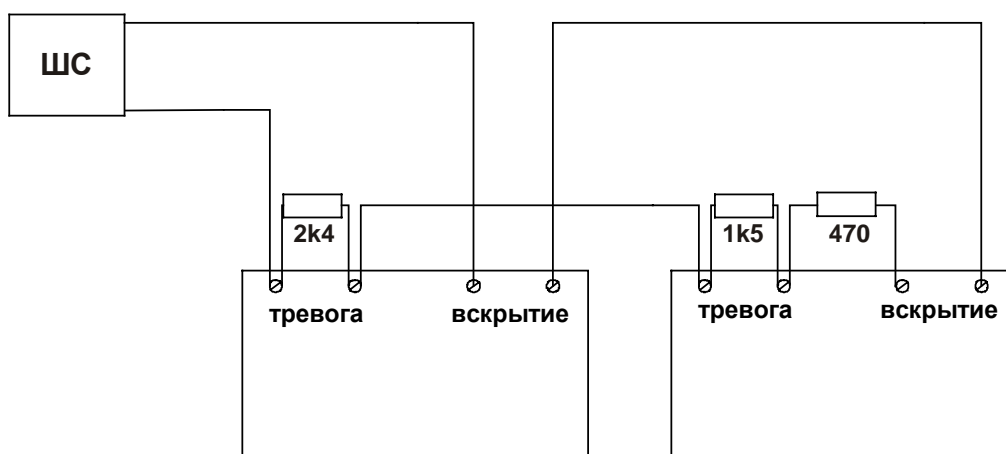 ШС
2k4
1k5
470
тревога
вскрытие
тревога
вскрытие